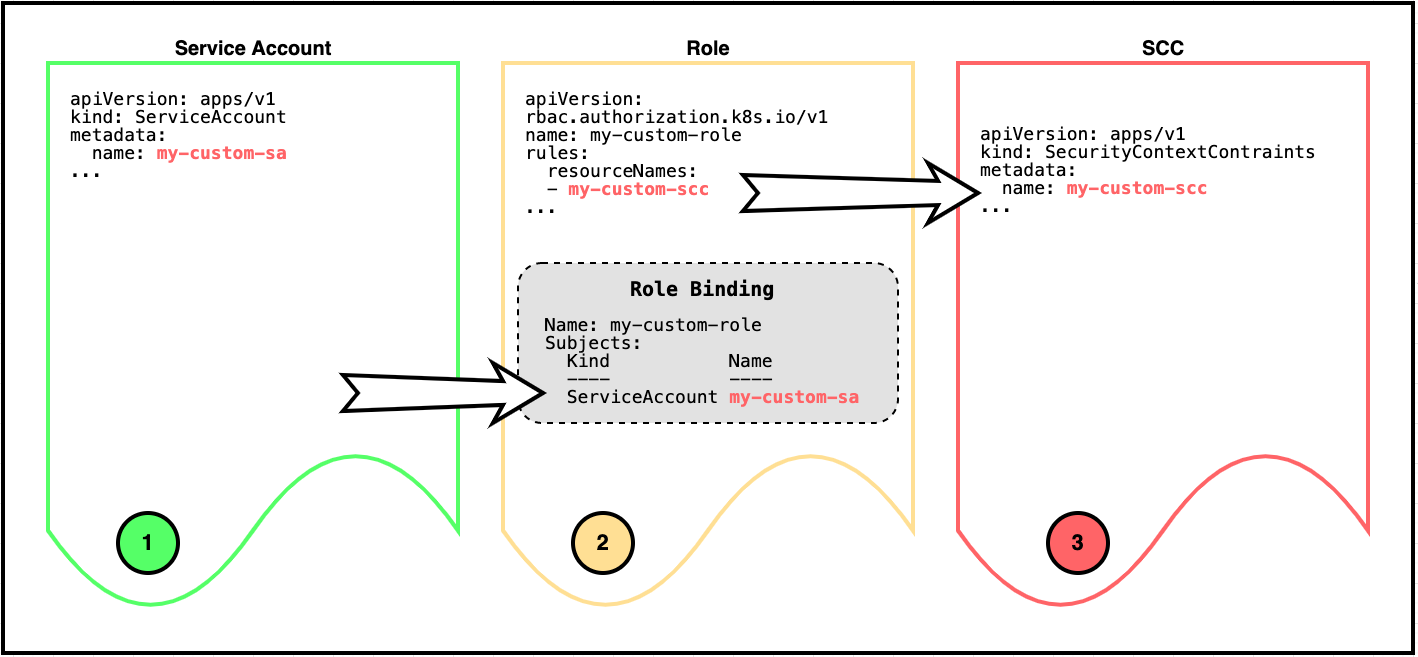 Service Account
apiVersion: apps/v1
kind: ServiceAccount
metadata:
  name: my-custom-sa
...
1
Role
apiVersion:
rbac.authorization.k8s.io/v1
name: my-custom-role
rules:
  resourceNames:
  - my-custom-scc
...
Role Binding
Name: my-custom-role
Subjects:
  Kind           Name
  ----           ----
  ServiceAccount my-custom-sa
2
SCC
apiVersion: apps/v1
kind: SecurityContextContraints
metadata:
  name: my-custom-scc
...
3